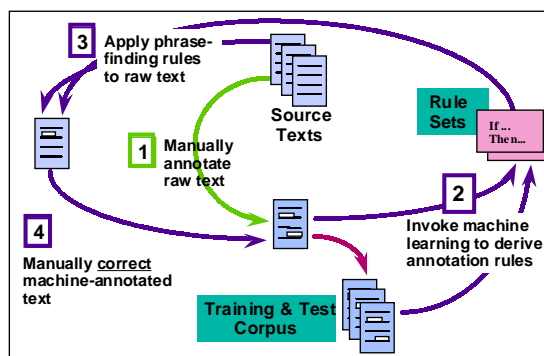 3
Apply phrase-
finding rules
to raw text
Source
Texts
Rule
Sets
If ...
Then...
1
Manually
annotate
raw text
2
Invoke machine
learning to derive
annotation rules
4
Manually correct
machine-annotated
text
Training & Test
Corpus